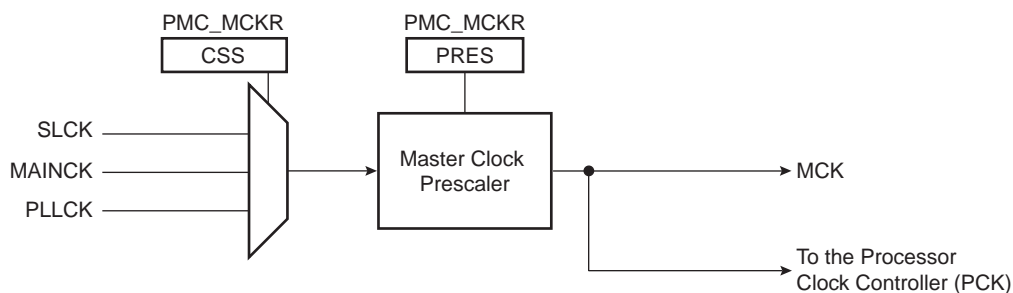 PMC_MCKR
CSS
PMC_MCKR
PRES
SLCK
MAINCK
PLLCK
Master Clock
Prescaler
MCK
To the Processor
Clock Controller (PCK)